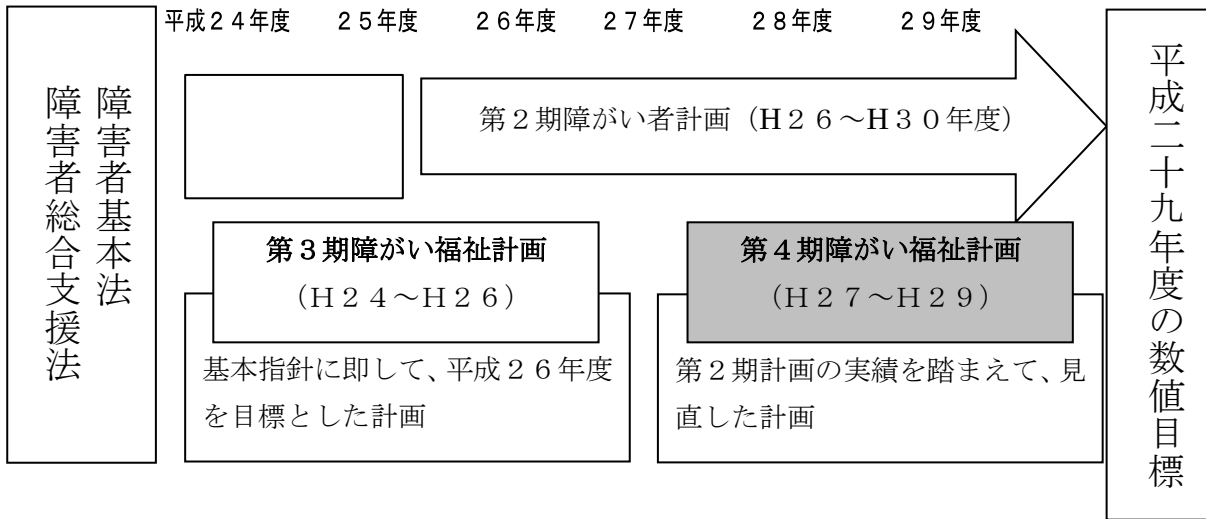 平成２４年度　２５年度　２６年度　２７年度　２８年度　２９年度
障害者基本法
障害者総合支援法
第２期障がい者計画（H２６～H３０年度）
第３期障がい福祉計画
（H２４～H２６）
基本指針に即して、平成２６年度
を目標とした計画
第４期障がい福祉計画
（H２７～H２９）
第２期計画の実績を踏まえて、見
直した計画
平成二十九年度の数値目標